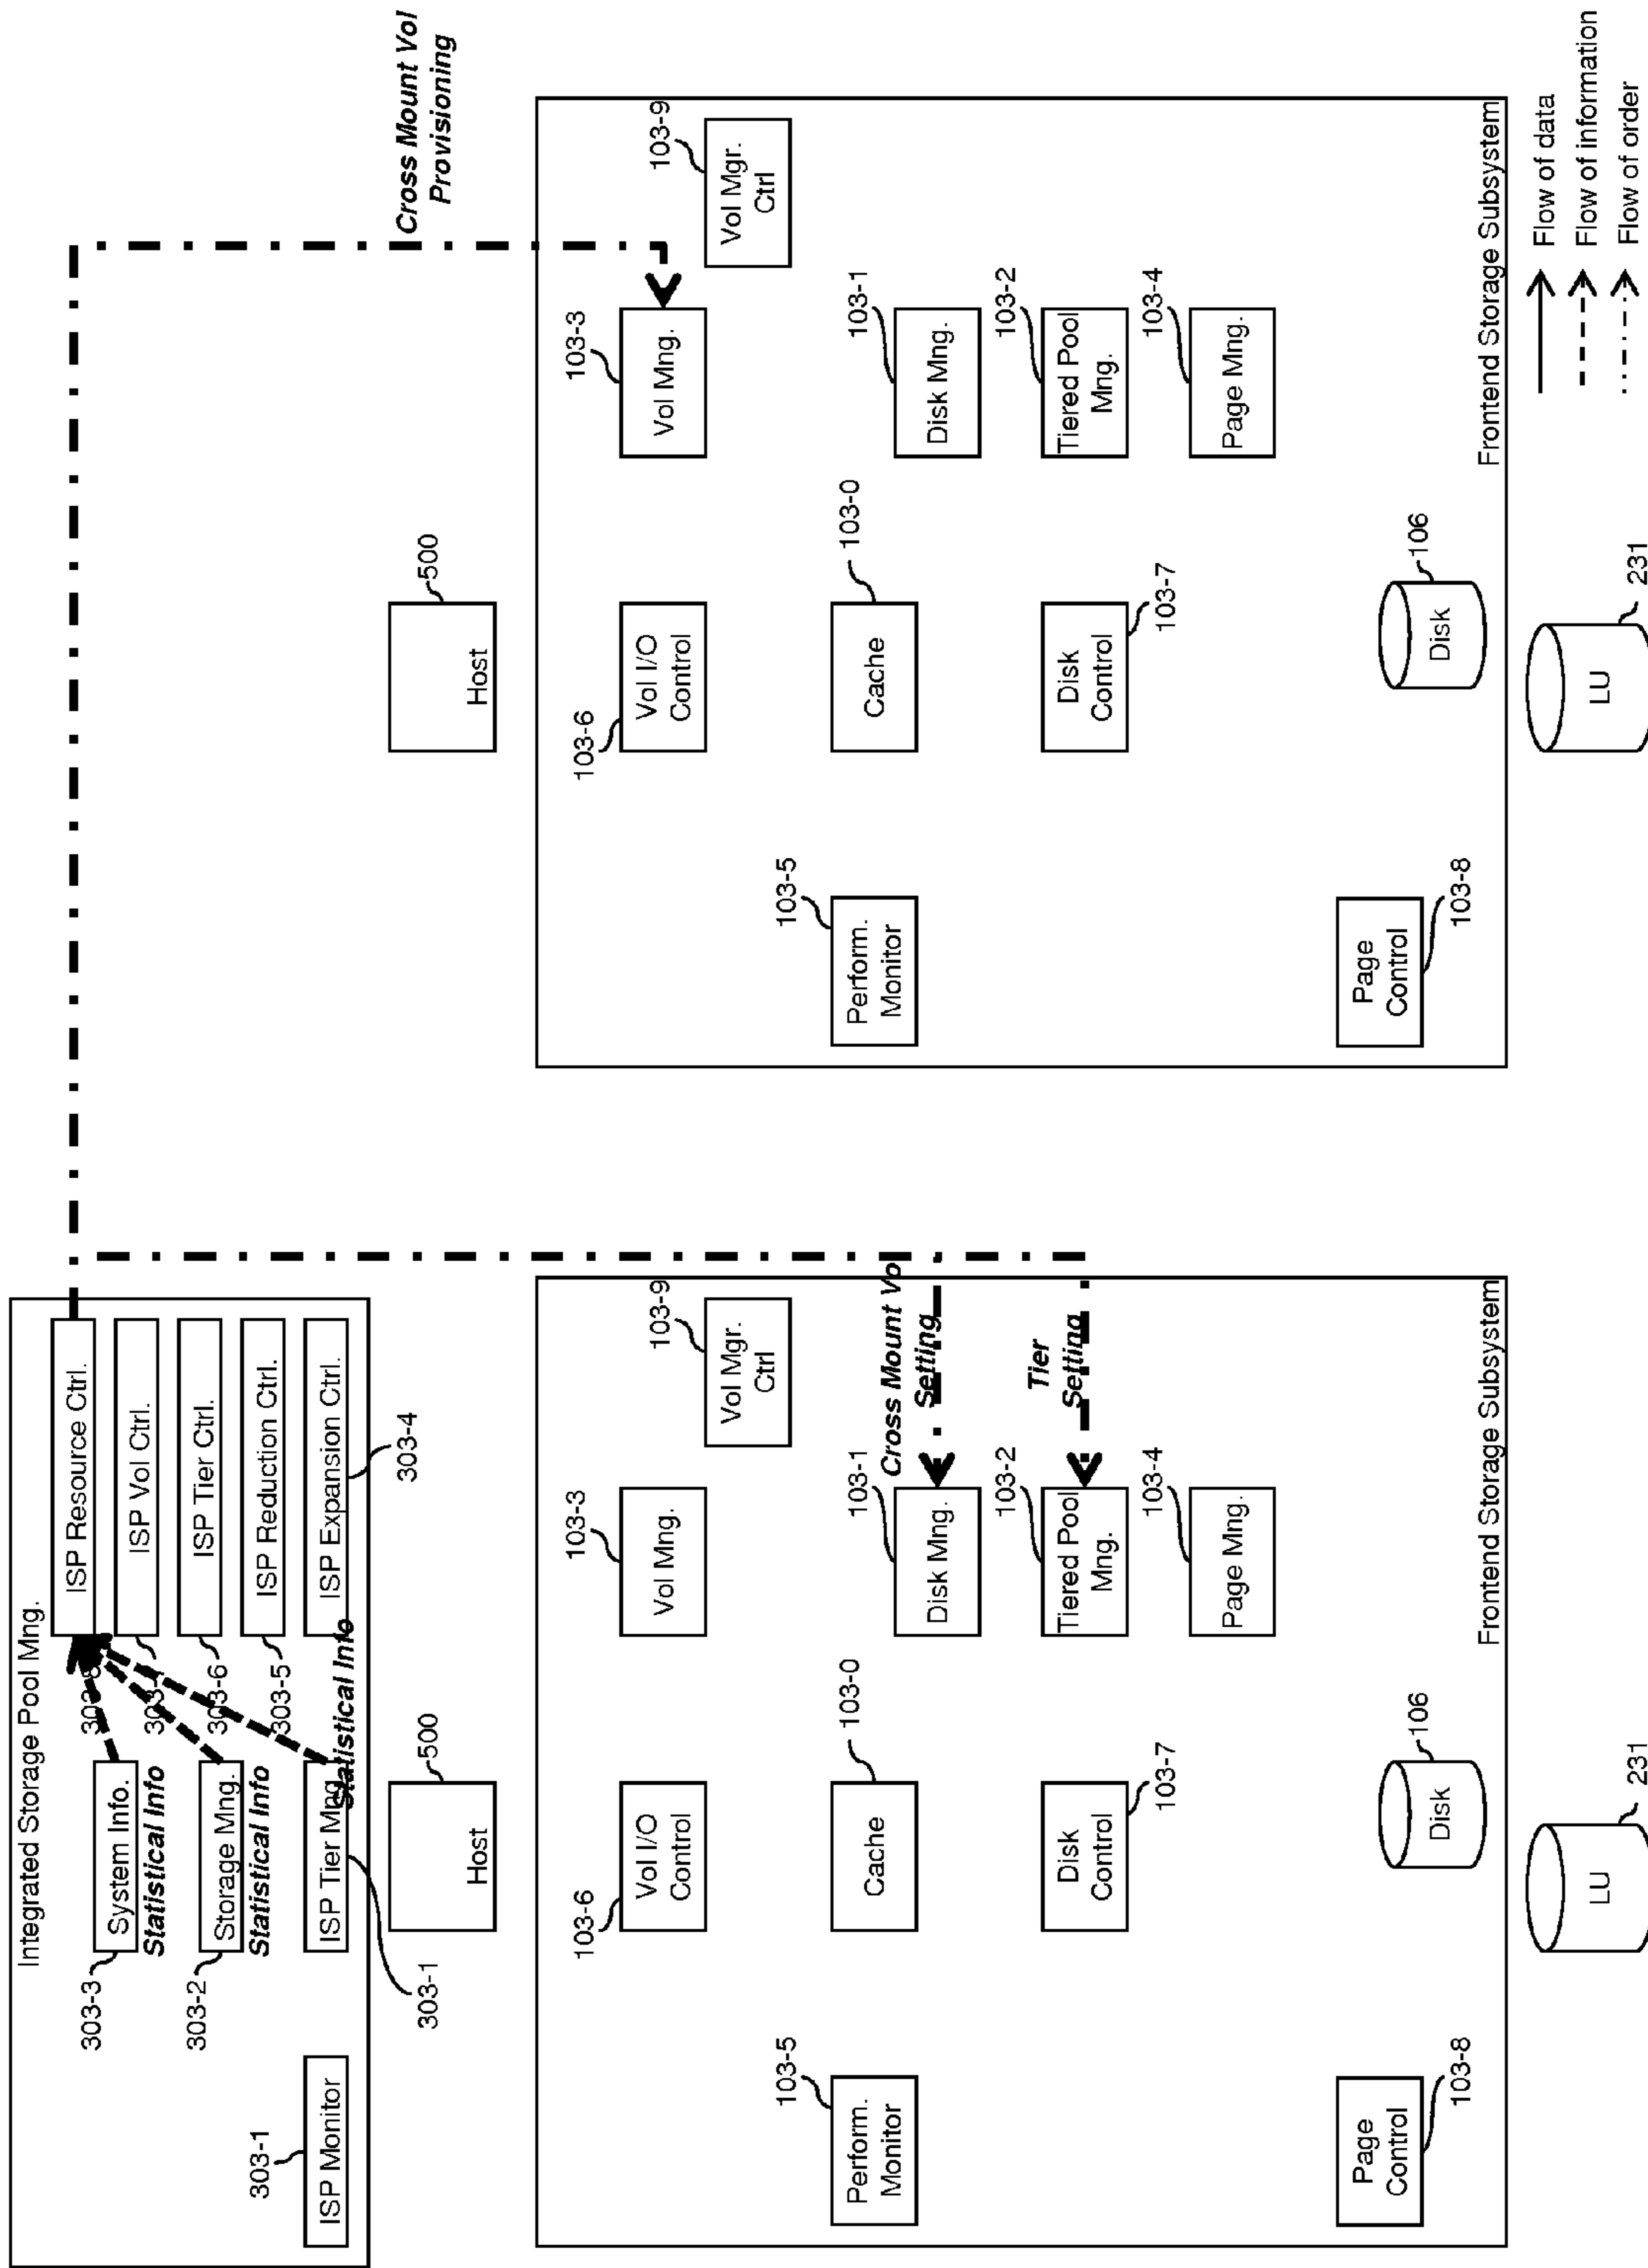 Integrated Storage Pool Mng.
303-1
ISP Monitor
303-3
System Info.
Statistical Info
303-2
Storage Mng.
Statistical Info
ISP Tier Mng.
303-1
Statistical Info
ISP Resource Ctrl.
ISP Vol Ctrl.
303-6
ISP Tier Ctrl.
303-5
ISP Reduction Ctrl.
ISP Expansion Ctrl.
303-4
Cross Mount Vol
Provisioning
500
Host
103-6
Vol I/O
Control
103-3
Vol Mng.
103-9
Vol Mgr.
Ctrl
103-5
Perform.
Monitor
Cache
103-0
103-1
Disk Mng.
Cross Mount Vo
Setting
Disk
Control
103-7
103-2
Tiered Pool
Mng.
Tier
Setting
103-4
Page Mng.
Page
Control
103-8
106
Disk
Frontend Storage Subsystem
231
LU
500
Host
103-6
Vol I/O
Control
103-3
Vol Mng.
103-9
Vol Mgr.
Ctrl
103-5
Perform.
Monitor
Cache
103-0
103-1
Disk Mng.
Disk
Control
103-7
103-2
Tiered Pool
Mng.
103-4
Page Mng.
Page
Control
103-8
106
Disk
Frontend Storage Subsystem
231
LU
Flow of data
Flow of information
Flow of order